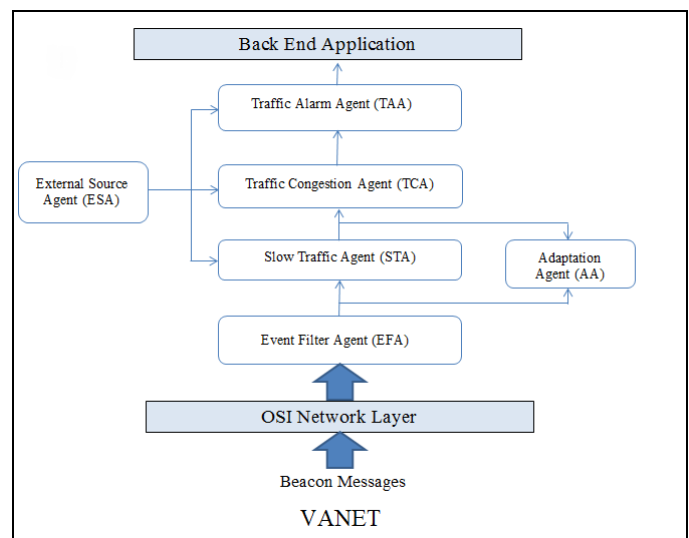 Back End Application
Traffic Alarm Agent (TAA)
External Source
Agent (ESA)
Traffic Congestion Agent (TCA)
Slow Traffic Agent (STA)
Adaptation
Agent (AA)
Event Filter Agent (EFA)
OSI Network Layer
Beacon Messages
VANET